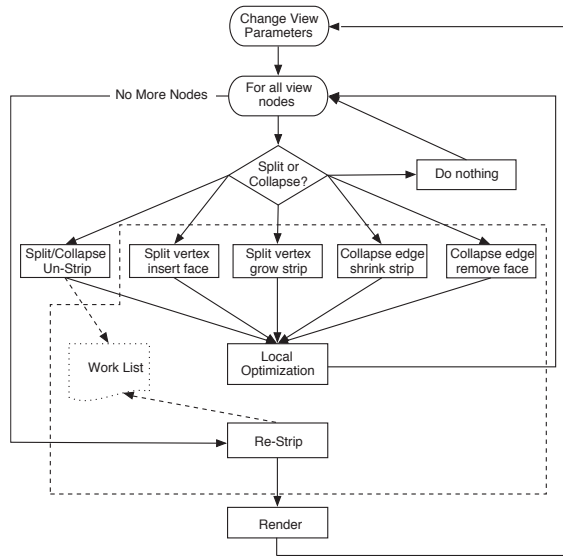 Change View
Parameters
No More Nodes
For all view
nodes
Split or
Collapse?
Do nothing
Split/Collapse
Un-Strip
Split vertex
insert face
Split vertex
grow strip
Collapse edge
shrink strip
Collapse edge
remove face
Work List
Local
Optimization
Re-Strip
Render